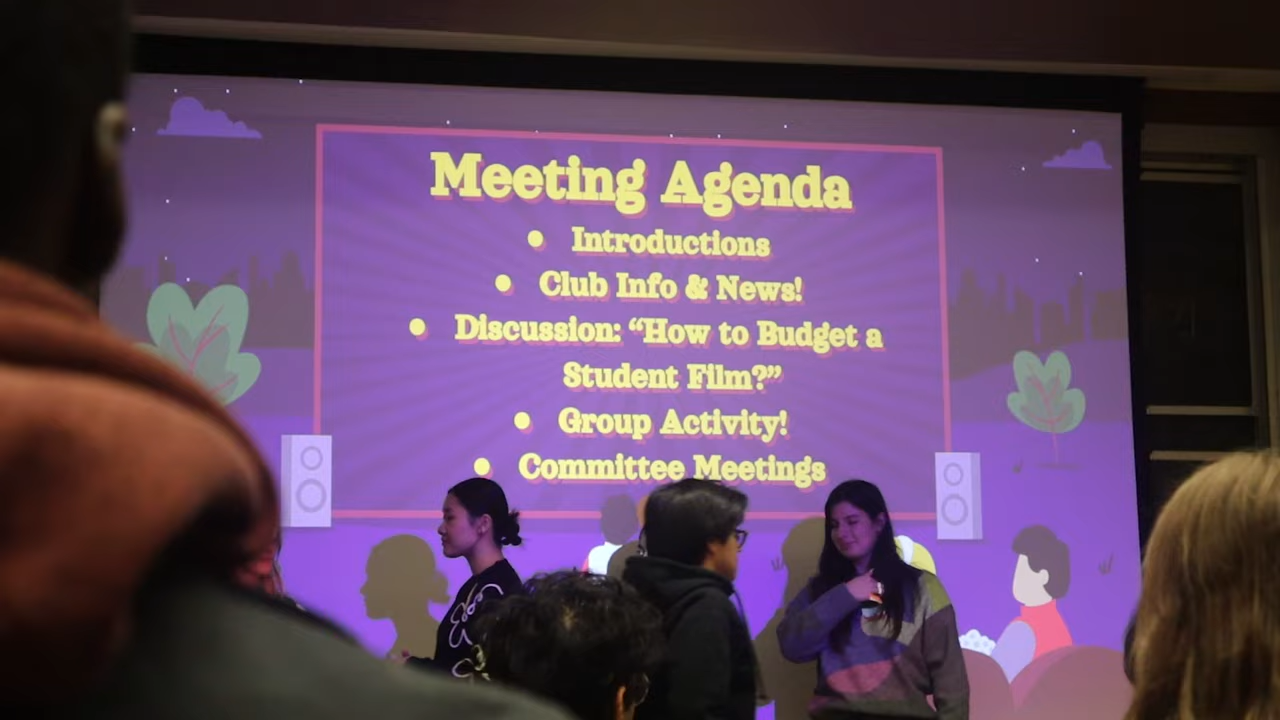 Meeting Agenda
• Introductions
• Club Info & News!
• Discussion: “How to Budget a
Student Film?”
• Group Activity!
• Committee Meetings